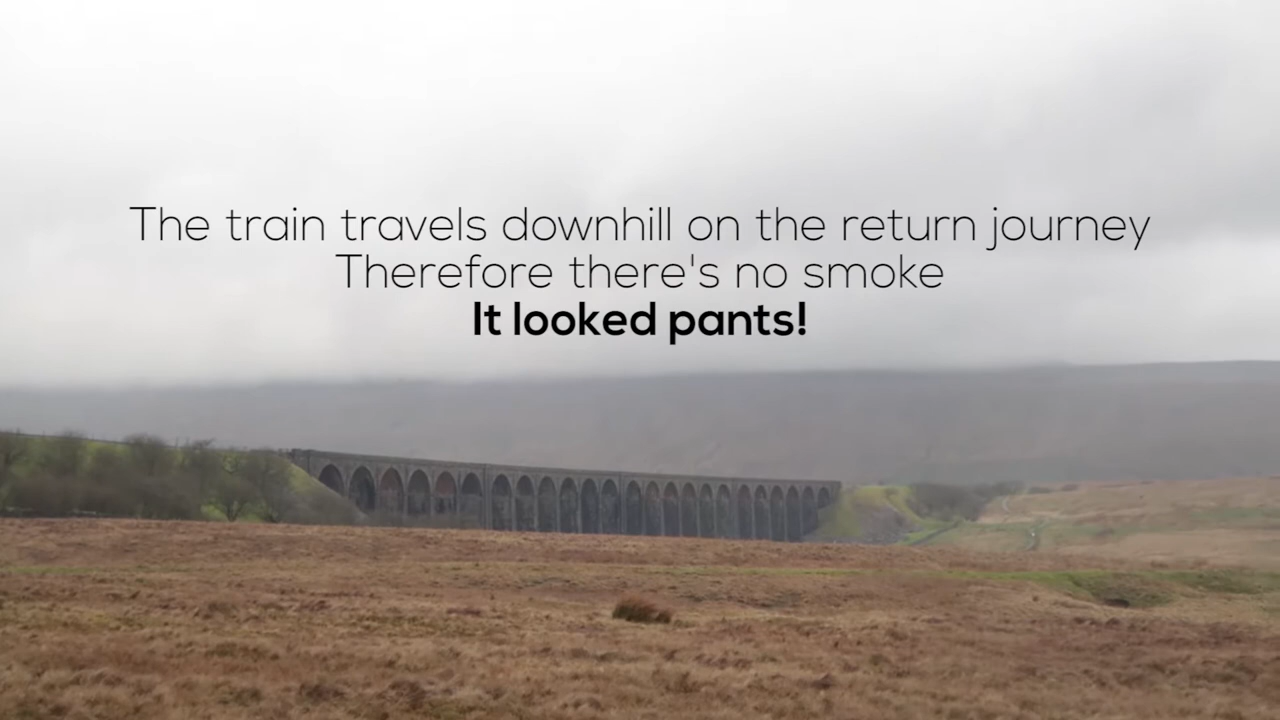 The train travels downhill on the return journey
Therefore there's no smoke
It looked pants!